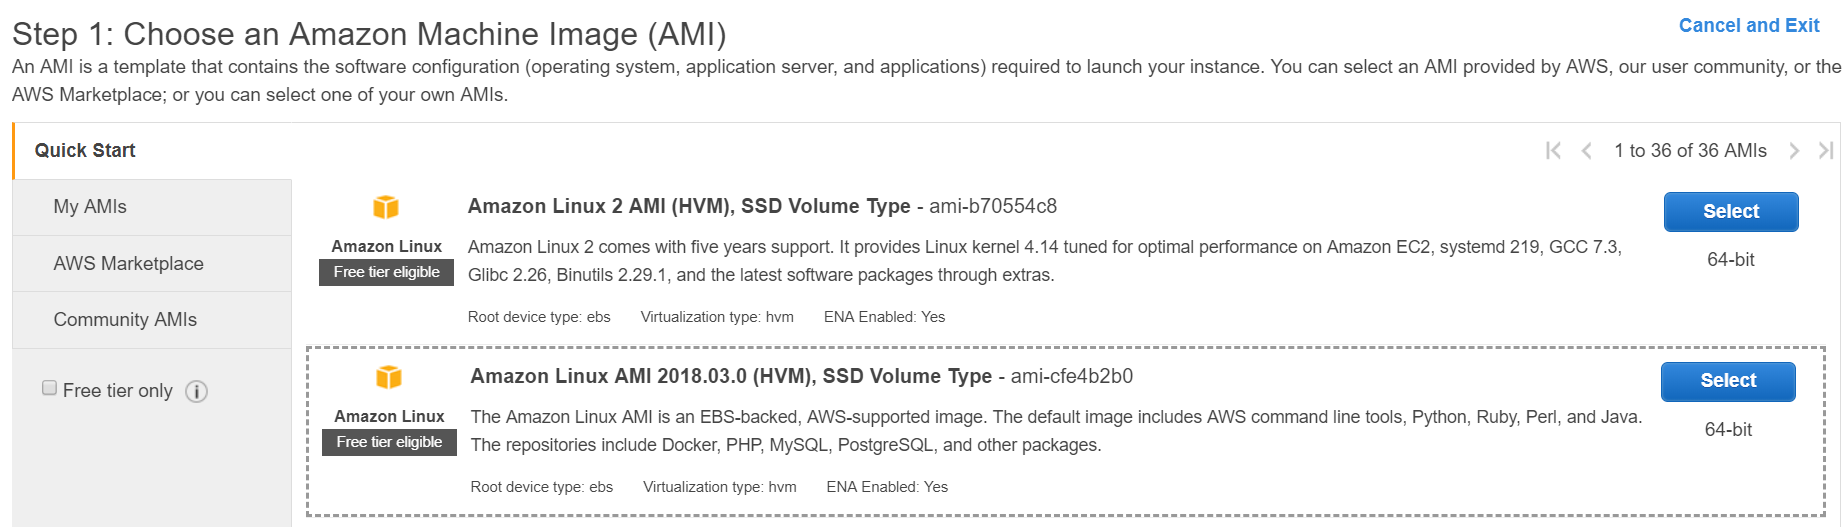 Step 1: Choose an Amazon Machine Image (AMI)
Cancel and Exit
An AMI is a template that contains the software configuration (operating system, application server, and applications) required to launch your instance. You can select an AMI provided by AWS, our user community, or the
AWS Marketplace; or you can select one of your own AMIs.
Quick Start
1 to 36 of 36 AMIs
My AMIs
AWS Marketplace
Community AMIs
Free tier only
Amazon Linux
Free tier eligible
Amazon Linux 2 AMI (HVM), SSD Volume Type - ami-b70554c8
Amazon Linux 2 comes with five years support. It provides Linux kernel 4.14 tuned for optimal performance on Amazon EC2, systemd 219, GCC 7.3,
Glibc 2.26, Binutils 2.29.1, and the latest software packages through extras.
Root device type: ebs Virtualization type: hvm ENA Enabled: Yes
Select
64-bit
Amazon Linux
Free tier eligible
Amazon Linux AMI 2018.03.0 (HVM), SSD Volume Type - ami-cfe4b2b0
The Amazon Linux AMI is an EBS-backed, AWS-supported image. The default image includes AWS command line tools, Python, Ruby, Perl, and Java.
The repositories include Docker, PHP, MySQL, PostgreSQL, and other packages.
Root device type: ebs Virtualization type: hvm ENA Enabled: Yes
Select
64-bit